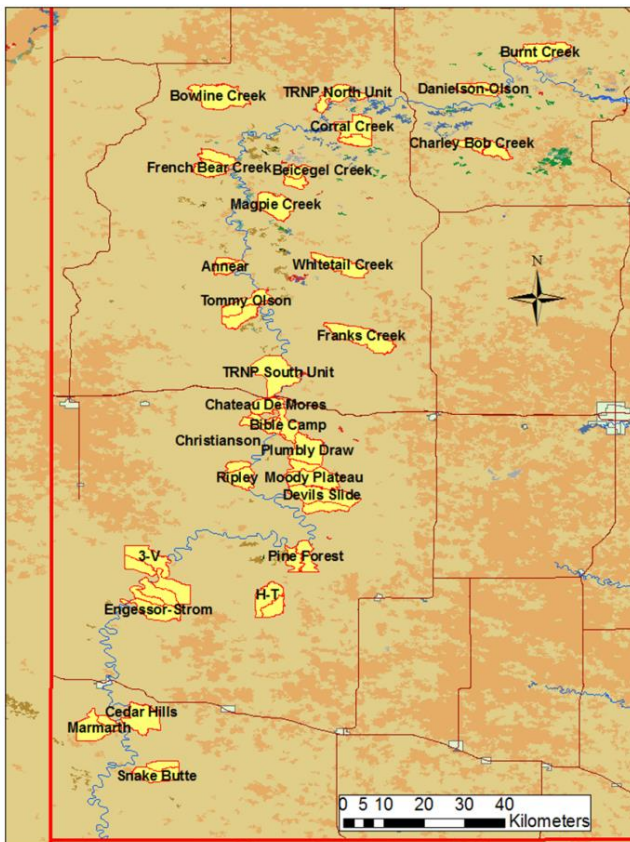 Burnt Creek
Bowline Creek
TRNP North Unit
Danielson-Olson
Corral Creek
Charley Bob Creek
French Bear Creek
Beicegel Creek
Magpie Creek
Annear
Whitetail Creek
N
Tommy Olson
Franks Creek
TRNP South Unit
Chateau De Mores
Bible Camp
Christianson
Plumbly Draw
Ripley
Moody Plateau
Devils Slide
3-V
Pine Forest
H-T
Engessor-Strom
Cedar Hills
Marmarth
Snake Butte
0 5 10 20 30 40
Kilometers